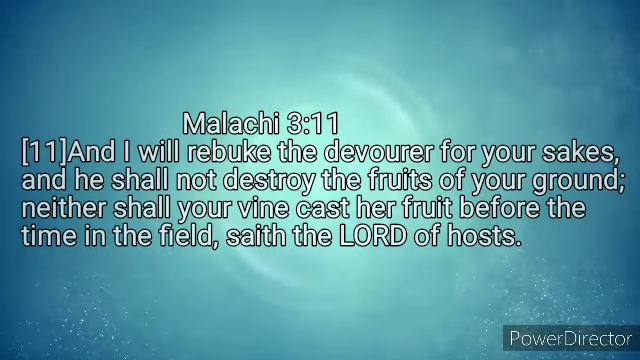 Malachi 3:11
[11]And I will rebuke the devourer for your sakes,
and he shall not destroy the fruits of your ground;
neither shall your vine cast her fruit before the
time in the field, saith the LORD of hosts.
PowerDirector